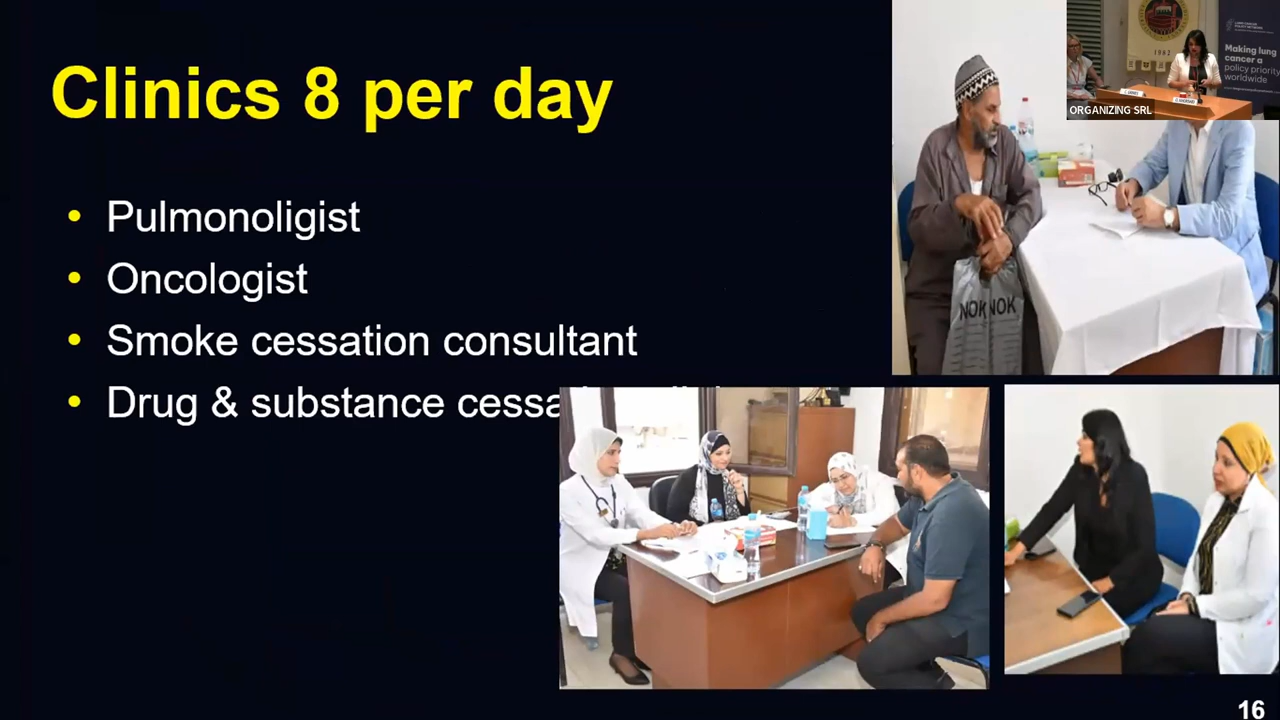 Clinics 8 per day
• Pulmonoligist
• Oncologist
• Smoke cessation consultant
• Drug & substance
NOK NOK
1987
Making lung
cancer a
policy priority
worldwide
ORGANIZING SRL
16